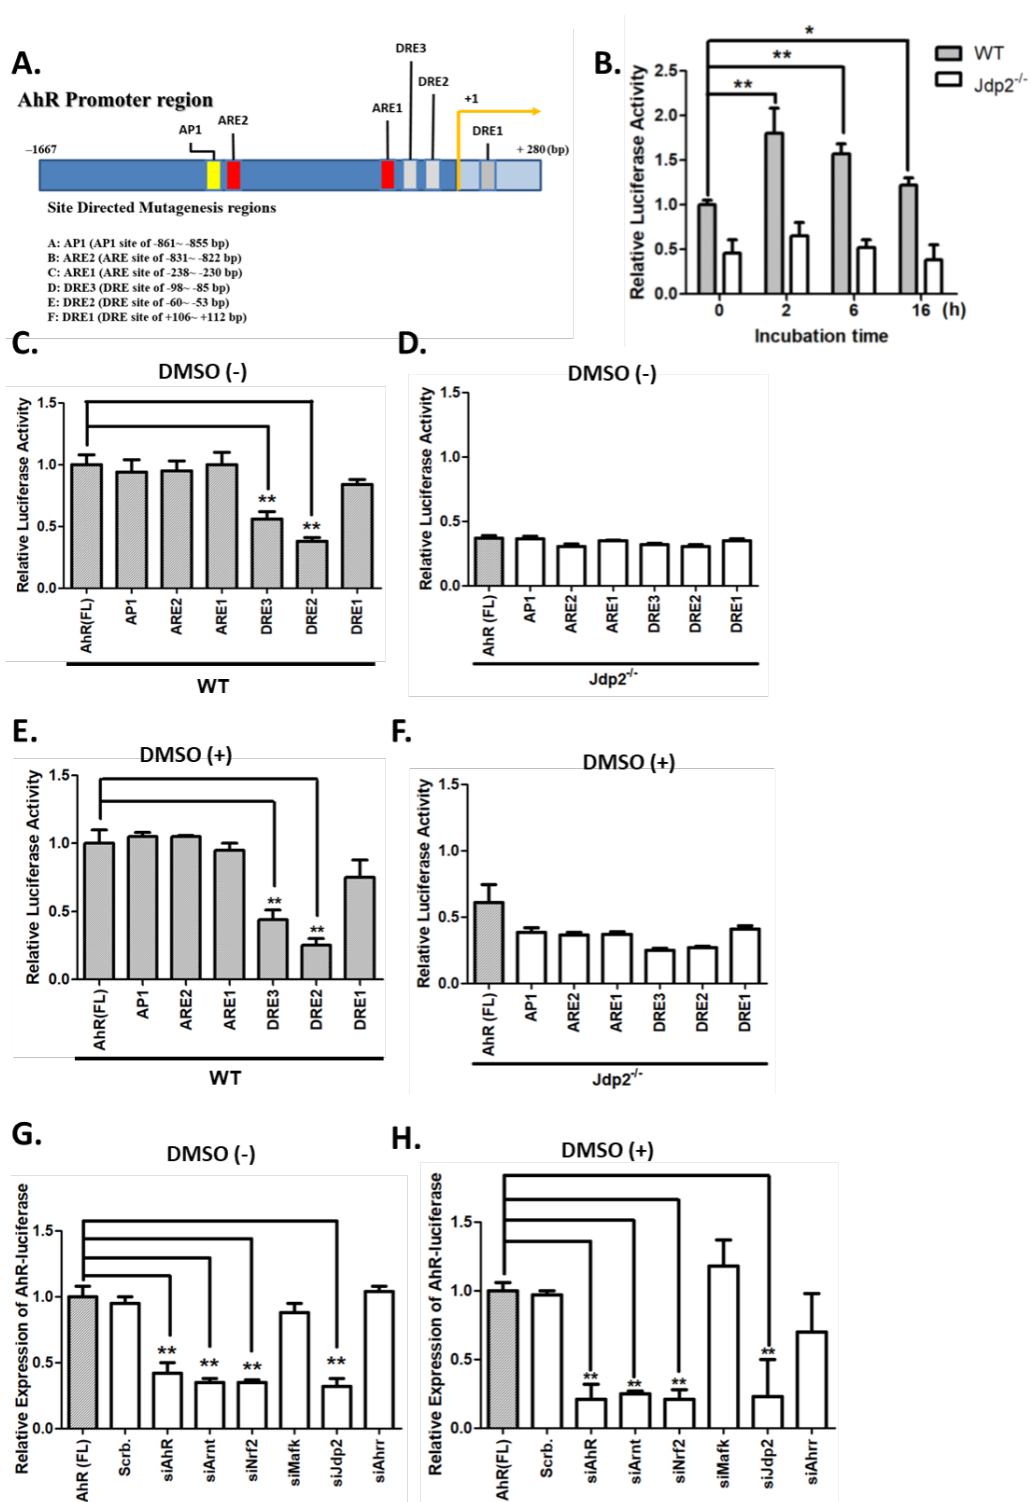 A.
AhR Promoter region
DRE3
DRE2
ARE1
AP1
ARE2
+1
DRE1
–1667
+ 280 (bp)
Site Directed Mutagenesis regions
A: AP1 (AP1 site of -861~ -855 bp)
B: ARE2 (ARE site of -831~ -822 bp)
C: ARE1 (ARE site of -238~ -230 bp)
D: DRE3 (DRE site of -98~ -85 bp)
E: DRE2 (DRE site of -60~ -53 bp)
F: DRE1 (DRE site of +106~ +112 bp)
B.
Relative Luciferase Activity
2.5
2.0
1.5
1.0
0.5
0.0
*
**
**
WT
Jdp2-/-
0 2 6 16 (h)
Incubation time
C.
DMSO (-)
Relative Luciferase Activity
1.5
1.0
0.5
0.0
**
**
AhR(FL) AP1 ARE2 ARE1 DRE3 DRE2 DRE1
WT
D.
DMSO (-)
Relative Luciferase Activity
1.5
1.0
0.5
0.0
AhR (FL) AP1 ARE2 ARE1 DRE3 DRE2 DRE1
Jdp2-/-
E.
DMSO (+)
Relative Luciferase Activity
1.5
1.0
0.5
0.0
**
**
AhR(FL) AP1 ARE2 ARE1 DRE3 DRE2 DRE1
WT
F.
DMSO (+)
Relative Luciferase Activity
1.5
1.0
0.5
0.0
AhR (FL) AP1 ARE2 ARE1 DRE3 DRE2 DRE1
Jdp2-/-
G.
DMSO (-)
Relative Expression of AhR-luciferase
1.5
1.0
0.5
0.0
** ** ** **
AhR (FL) Scrb. siAhR siArnt siNrf2 siMafk siJdp2 siAhrr
H.
DMSO (+)
Relative Expression of AhR-luciferase
1.5
1.0
0.5
0.0
** ** ** **
AhR(FL) Scrb. siAhR siArnt siNrf2 siMafk siJdp2 siAhrr